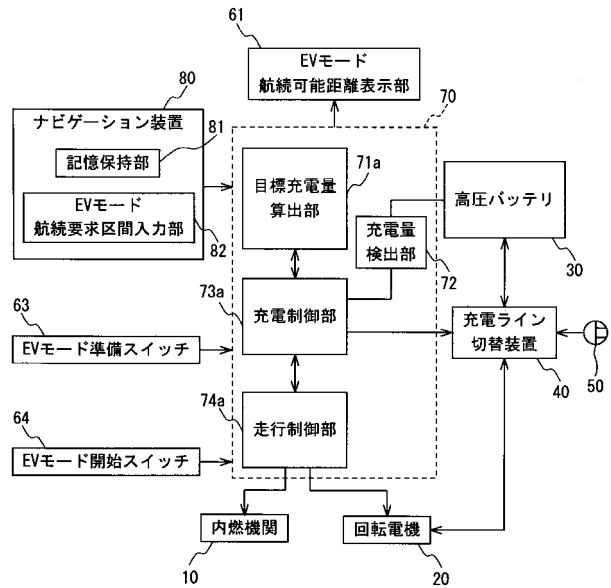 61
EVモード
航続可能距離表示部
80
ナビゲーション装置
81
記憶保持部
EVモード
航続要求区間入力部
82
70
71a
目標充電量
算出部
充電量
検出部
72
高圧バッテリ
30
63
EVモード準備スイッチ
73a
充電制御部
充電ライン
切替装置
40
50
64
EVモード開始スイッチ
74a
走行制御部
内燃機関
10
回転電機
20